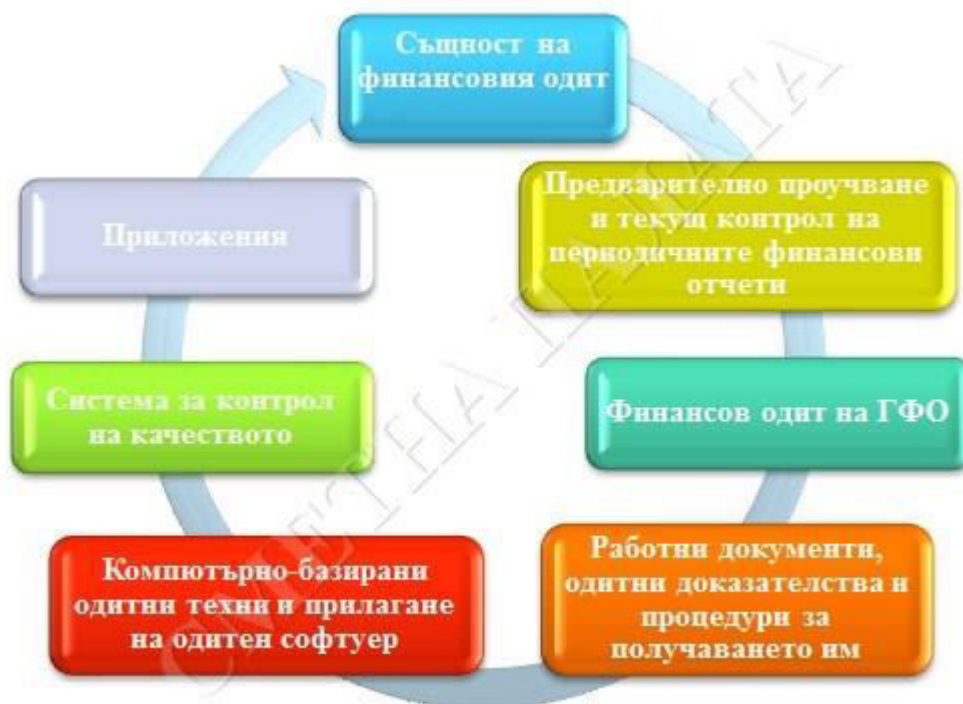 Същност на
финансовия одит
Предварително проучване
и текущ контрол на
периодичните финансови
отчети
Финансов одит на ГФО
Работни документи,
одитни доказателства и
процедури за
получаването им
Компютърно-базирани
одитни техни и прилагане
на одитен софтуер
Система за контрол
на качеството
Приложения
СМЕТНА ПАЛАТА